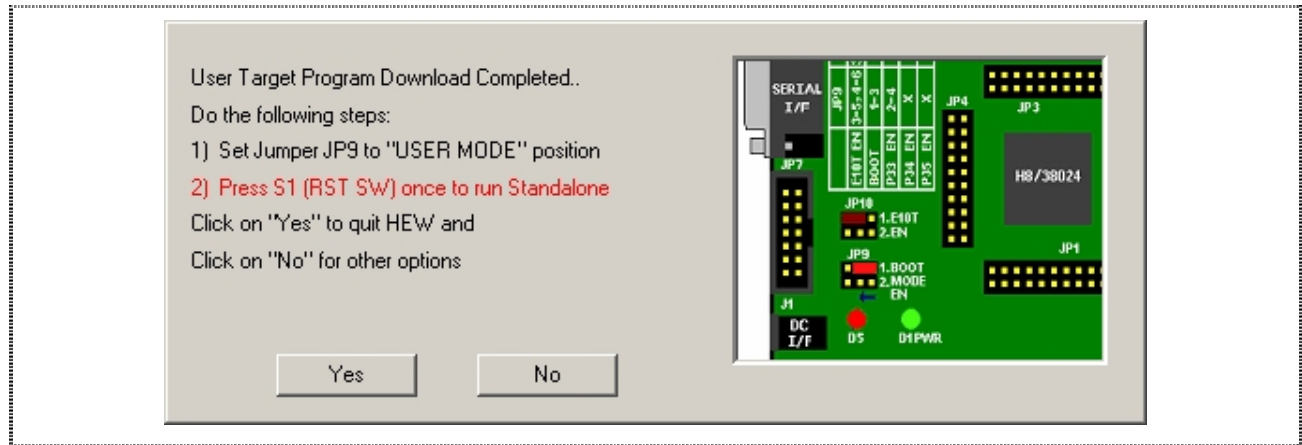 User Target Program Download Completed..
Do the following steps:
1) Set Jumper JP9 to "USER MODE" position
2) Press S1 (RST SW) once to run Standalone
Click on "Yes" to quit HEW and
Click on "No" for other options
Yes
No
SERIAL
I/F
JP9
3-5,4-6
1-3
2-4
X
X
E10T EN
BOOT
P33 EN
P34 EN
P35 EN
JP4
JP3
H8/38024
JP7
JP10
1.E10T
2.EN
JP9
1.BOOT
2.MODE
EN
JP1
J1
DC
I/F
D5
D1PWR